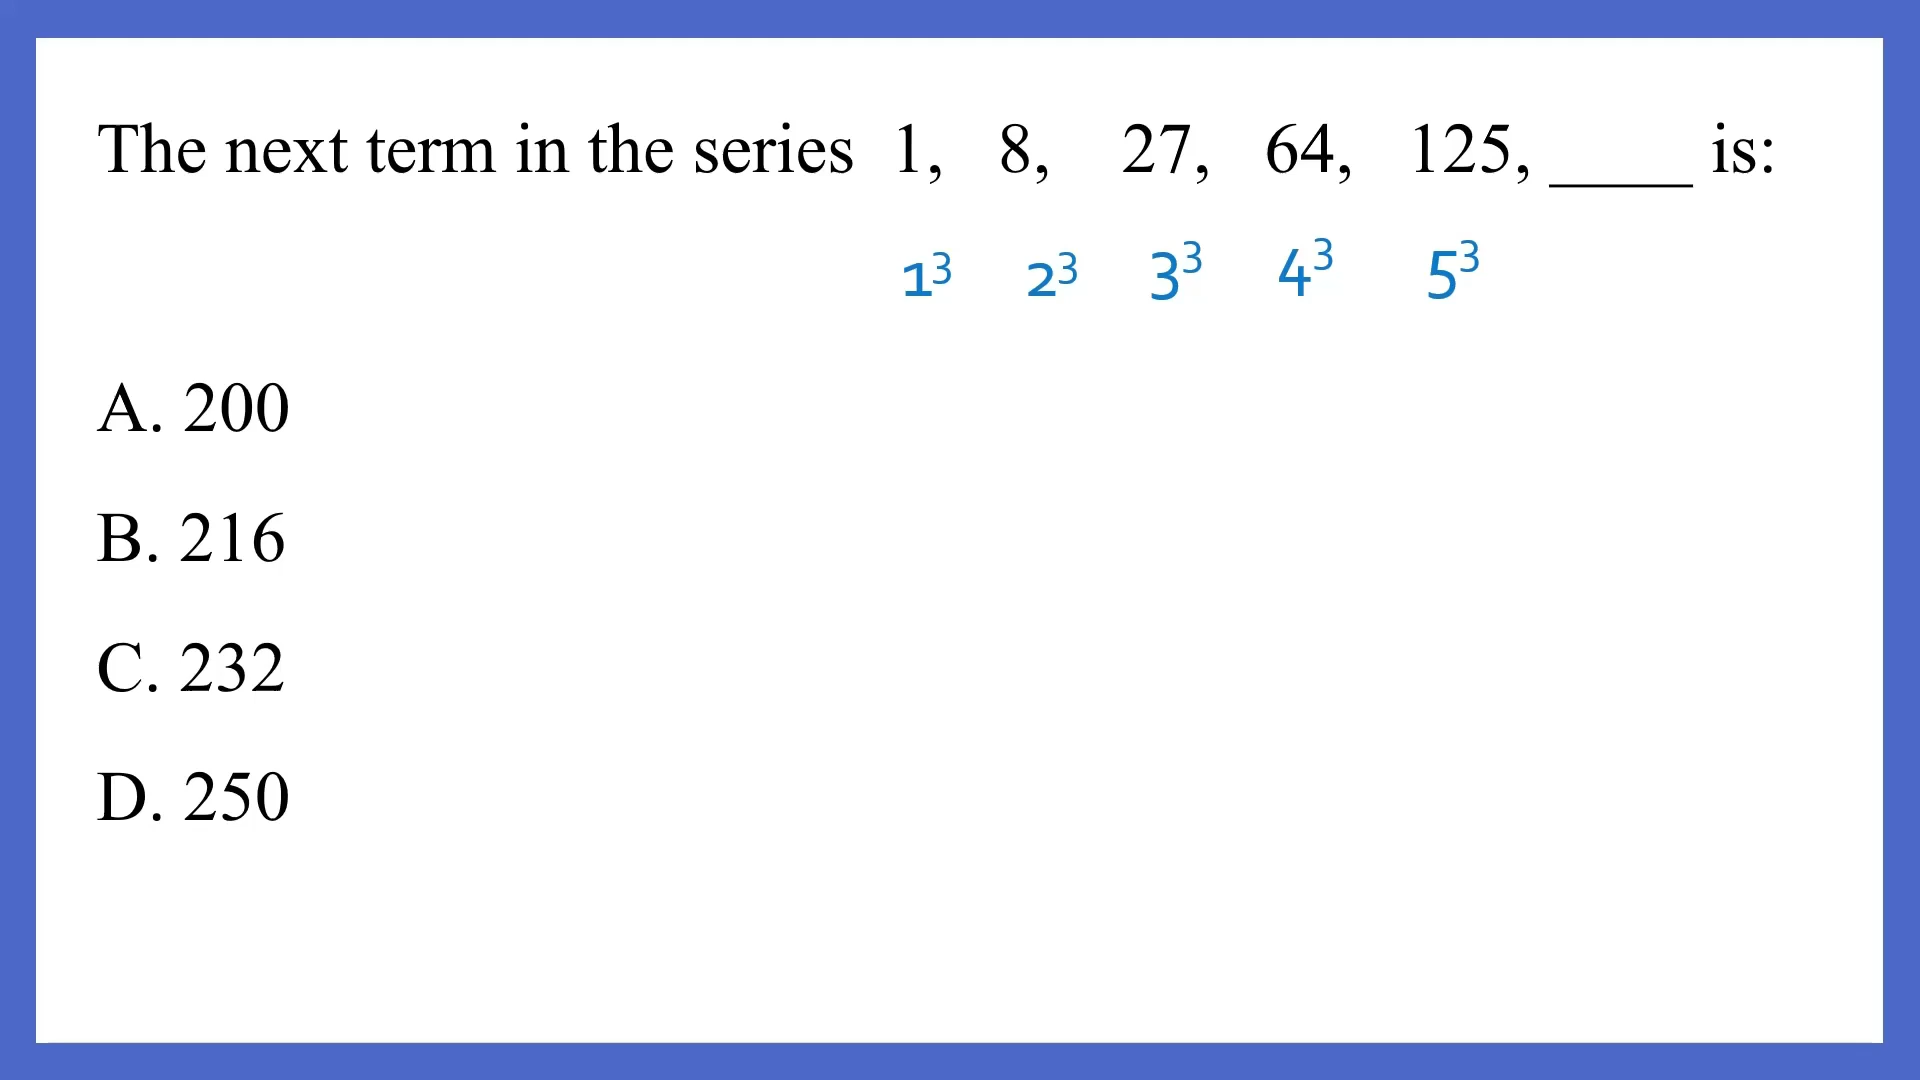 The next term in the series 1, 8, 27, 64, 125, ____ is:
1³ 2³ 3³ 4³ 5³
A. 200
B. 216
C. 232
D. 250